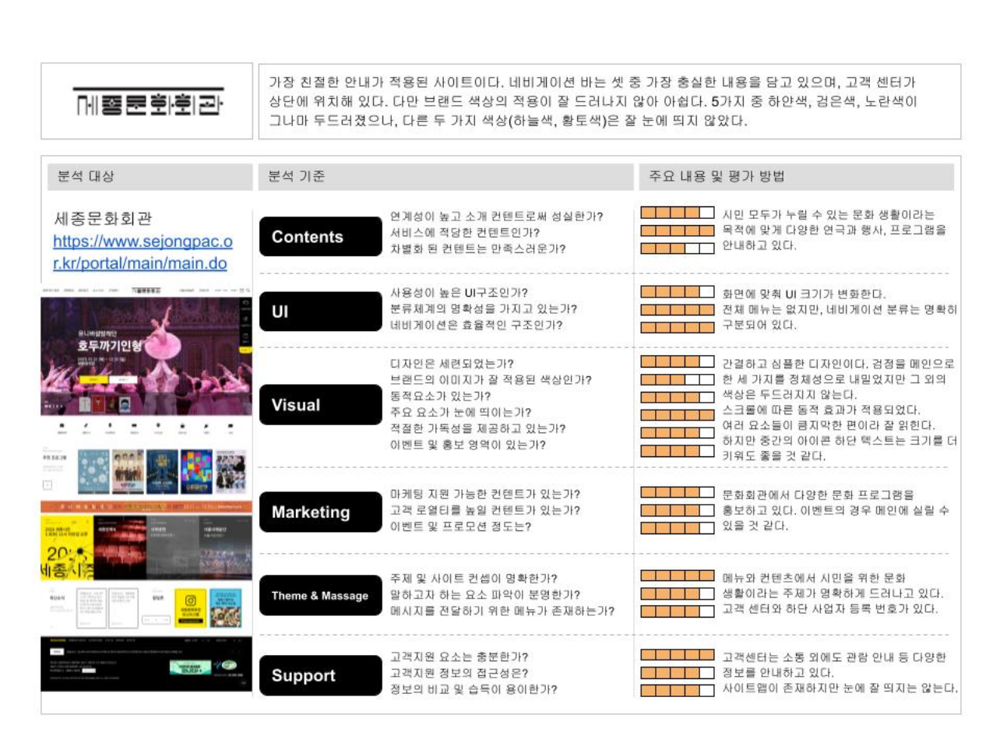 세종문화회관
가장 친절한 안내가 적용된 사이트이다. 네비게이션 바는 셋 중 가장 충실한 내용을 담고 있으며, 고객 센터가
상단에 위치해 있다. 다만 브랜드 색상의 적용이 잘 드러나지 않아 아쉽다. 5가지 중 하얀색, 검은색, 노란색이
그나마 두드러졌으나, 다른 두 가지 색상(하늘색, 황토색)은 잘 눈에 띄지 않았다.
분석 대상
분석 기준
주요 내용 및 평가 방법
세종문화회관
https://www.sejongpac.o
r.kr/portal/main/main.do
유니버설발레단
호두까기인형
Contents
연계성이 높고 소개 컨텐트로써 성실한가?
서비스에 적당한 컨텐트인가?
차별화 된 컨텐트는 만족스러운가?
시민 모두가 누릴 수 있는 문화 생활이라는
목적에 맞게 다양한 연극과 행사, 프로그램을
안내하고 있다.
UI
사용성이 높은 UI구조인가?
분류체계의 명확성을 가지고 있는가?
네비게이션은 효율적인 구조인가?
화면에 맞춰 UI 크기가 변화한다.
전체 메뉴는 없지만, 네비게이션 분류는 명확히
구분되어 있다.
Visual
디자인은 세련되었는가?
브랜드의 이미지가 잘 적용된 색상인가?
동적요소가 있는가?
주요 요소가 눈에 띄이는가?
적절한 가독성을 제공하고 있는가?
이벤트 및 홍보 영역이 있는가?
간결하고 심플한 디자인이다. 검정을 메인으로
한 세 가지를 정체성으로 내밀었지만 그 외의
색상은 두드러지지 않는다.
스크롤에 따른 동적 효과가 적용되었다.
여러 요소들이 큼지막한 편이라 잘 읽힌다.
하지만 중간의 아이콘 하단 텍스트는 크기를 더
키워도 좋을 것 같다.
Marketing
마케팅 지원 가능한 컨텐트가 있는가?
고객 로열티를 높일 컨텐트가 있는가?
이벤트 및 프로모션 정도는?
문화회관에서 다양한 문화 프로그램을
홍보하고 있다. 이벤트의 경우 메인에 실릴 수
있을 것 같다.
Theme & Massage
주제 및 사이트 컨셉이 명확한가?
말하고자 하는 요소 파악이 분명한가?
메시지를 전달하기 위한 메뉴가 존재하는가?
메뉴와 컨텐츠에서 시민을 위한 문화
생활이라는 주제가 명확하게 드러나고 있다.
고객 센터와 하단 사업자 등록 번호가 있다.
Support
고객지원 요소는 충분한가?
고객지원 정보의 접근성은?
정보의 비교 및 습득이 용이한가?
고객센터는 소통 외에도 관람 안내 등 다양한
정보를 안내하고 있다.
사이트맵이 존재하지만 눈에 잘 띄지는 않는다.